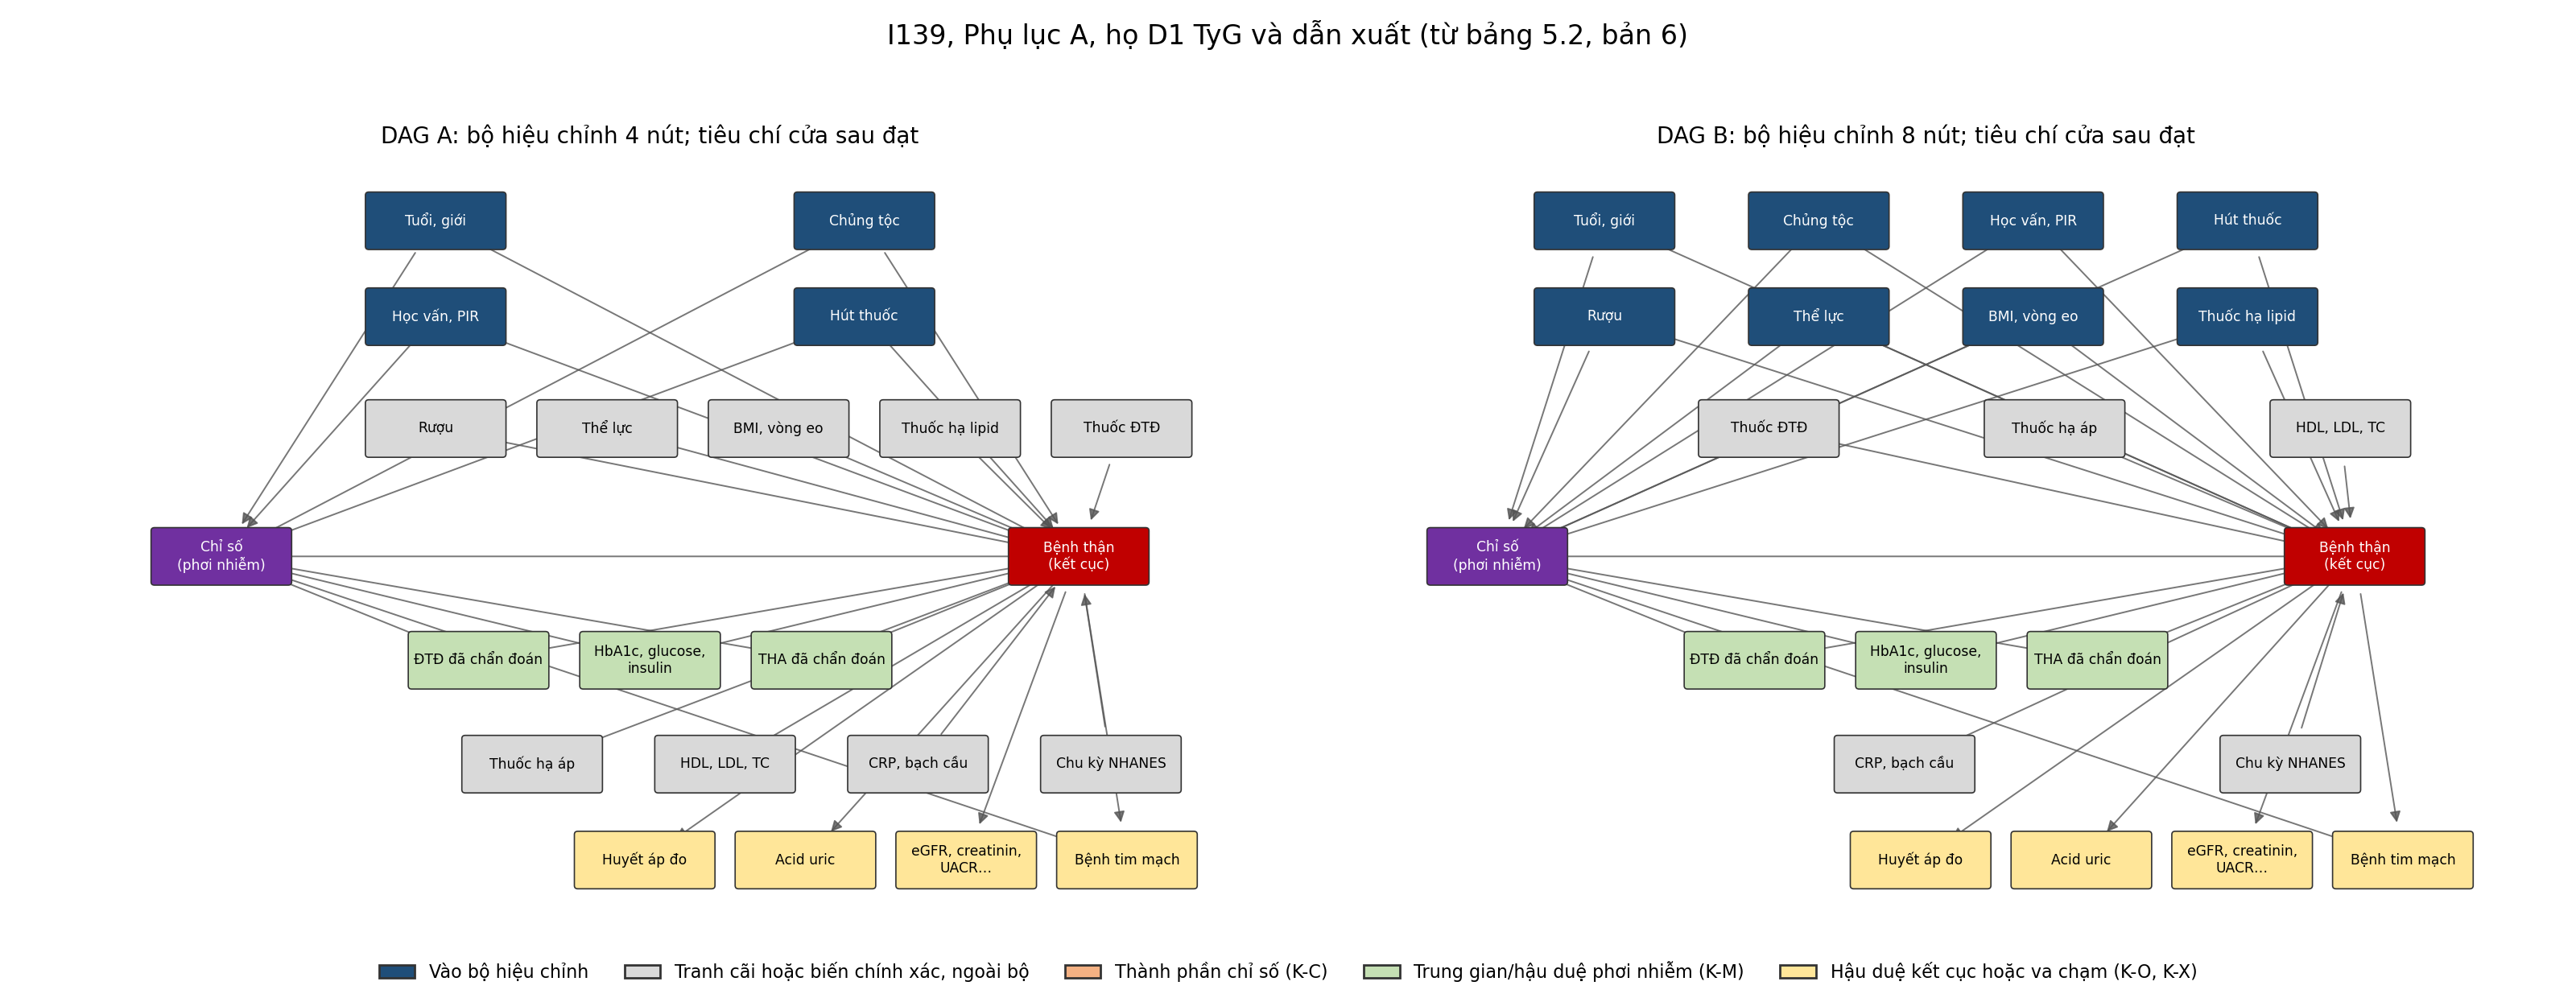 I139, Phụ lục A, họ D1 TyG và dẫn xuất (từ bảng 5.2, bản 6)
DAG A: bộ hiệu chỉnh 4 nút; tiêu chí cửa sau đạt
Tuổi, giới
Chủng tộc
Học vấn, PIR
Hút thuốc
Rượu
Thể lực
BMI, vòng eo
Thuốc hạ lipid
Thuốc ĐTĐ
Chỉ số
(phơi nhiễm)
Bệnh thận
(kết cục)
ĐTĐ đã chẩn đoán
HbA1c, glucose,
insulin
THA đã chẩn đoán
Thuốc hạ áp
HDL, LDL, TC
CRP, bạch cầu
Chu kỳ NHANES
Huyết áp đo
Acid uric
eGFR, creatinin,
UACR...
Bệnh tim mạch
DAG B: bộ hiệu chỉnh 8 nút; tiêu chí cửa sau đạt
Tuổi, giới
Chủng tộc
Học vấn, PIR
Hút thuốc
Rượu
Thể lực
BMI, vòng eo
Thuốc hạ lipid
Thuốc ĐTĐ
Thuốc hạ áp
HDL, LDL, TC
Chỉ số
(phơi nhiễm)
Bệnh thận
(kết cục)
ĐTĐ đã chẩn đoán
HbA1c, glucose,
insulin
THA đã chẩn đoán
CRP, bạch cầu
Chu kỳ NHANES
Huyết áp đo
Acid uric
eGFR, creatinin,
UACR...
Bệnh tim mạch
Vào bộ hiệu chỉnh
Tranh cãi hoặc biến chính xác, ngoài bộ
Thành phần chỉ số (K-C)
Trung gian/hậu duệ phơi nhiễm (K-M)
Hậu duệ kết cục hoặc va chạm (K-O, K-X)